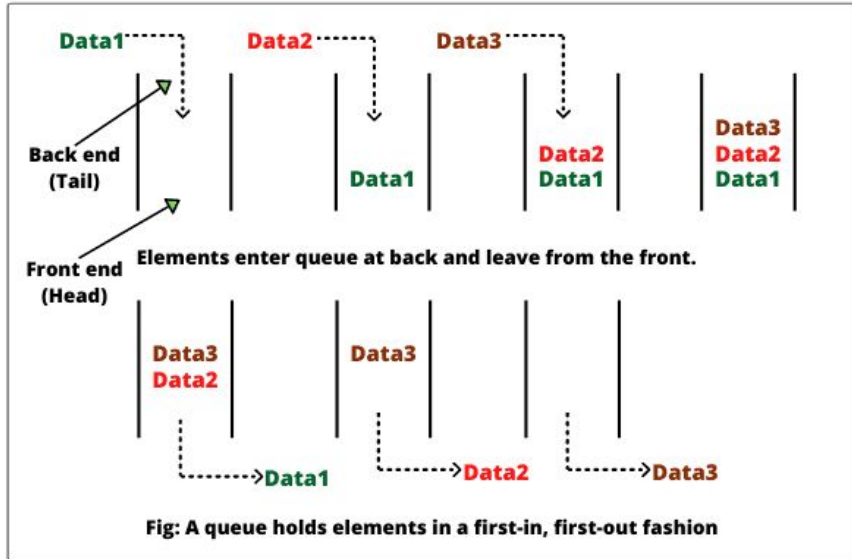 Data1
Data2
Data3
Back end
(Tail)
Data1
Data2
Data1
Data3
Data2
Data1
Front end
(Head)
Elements enter queue at back and leave from the front.
Data3
Data2
Data3
Data1
Data2
Data3
Fig: A queue holds elements in a first-in, first-out fashion